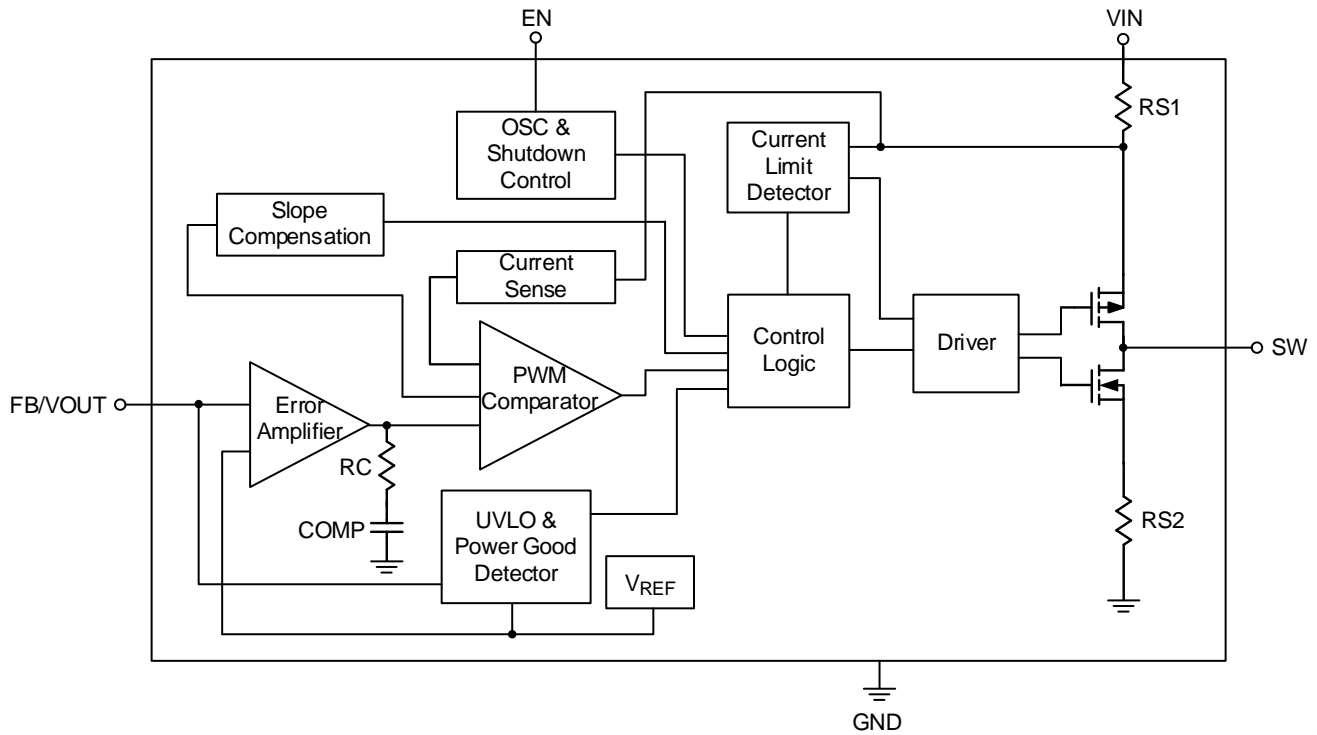 EN
VIN
RS1
OSC &
Shutdown
Control
Current
Limit
Detector
Slope
Compensation
Current
Sense
Control
Logic
Driver
SW
PWM
Comparator
FB/VOUT
Error
Amplifier
RC
COMP
UVLO &
Power Good
Detector
VREF
RS2
GND